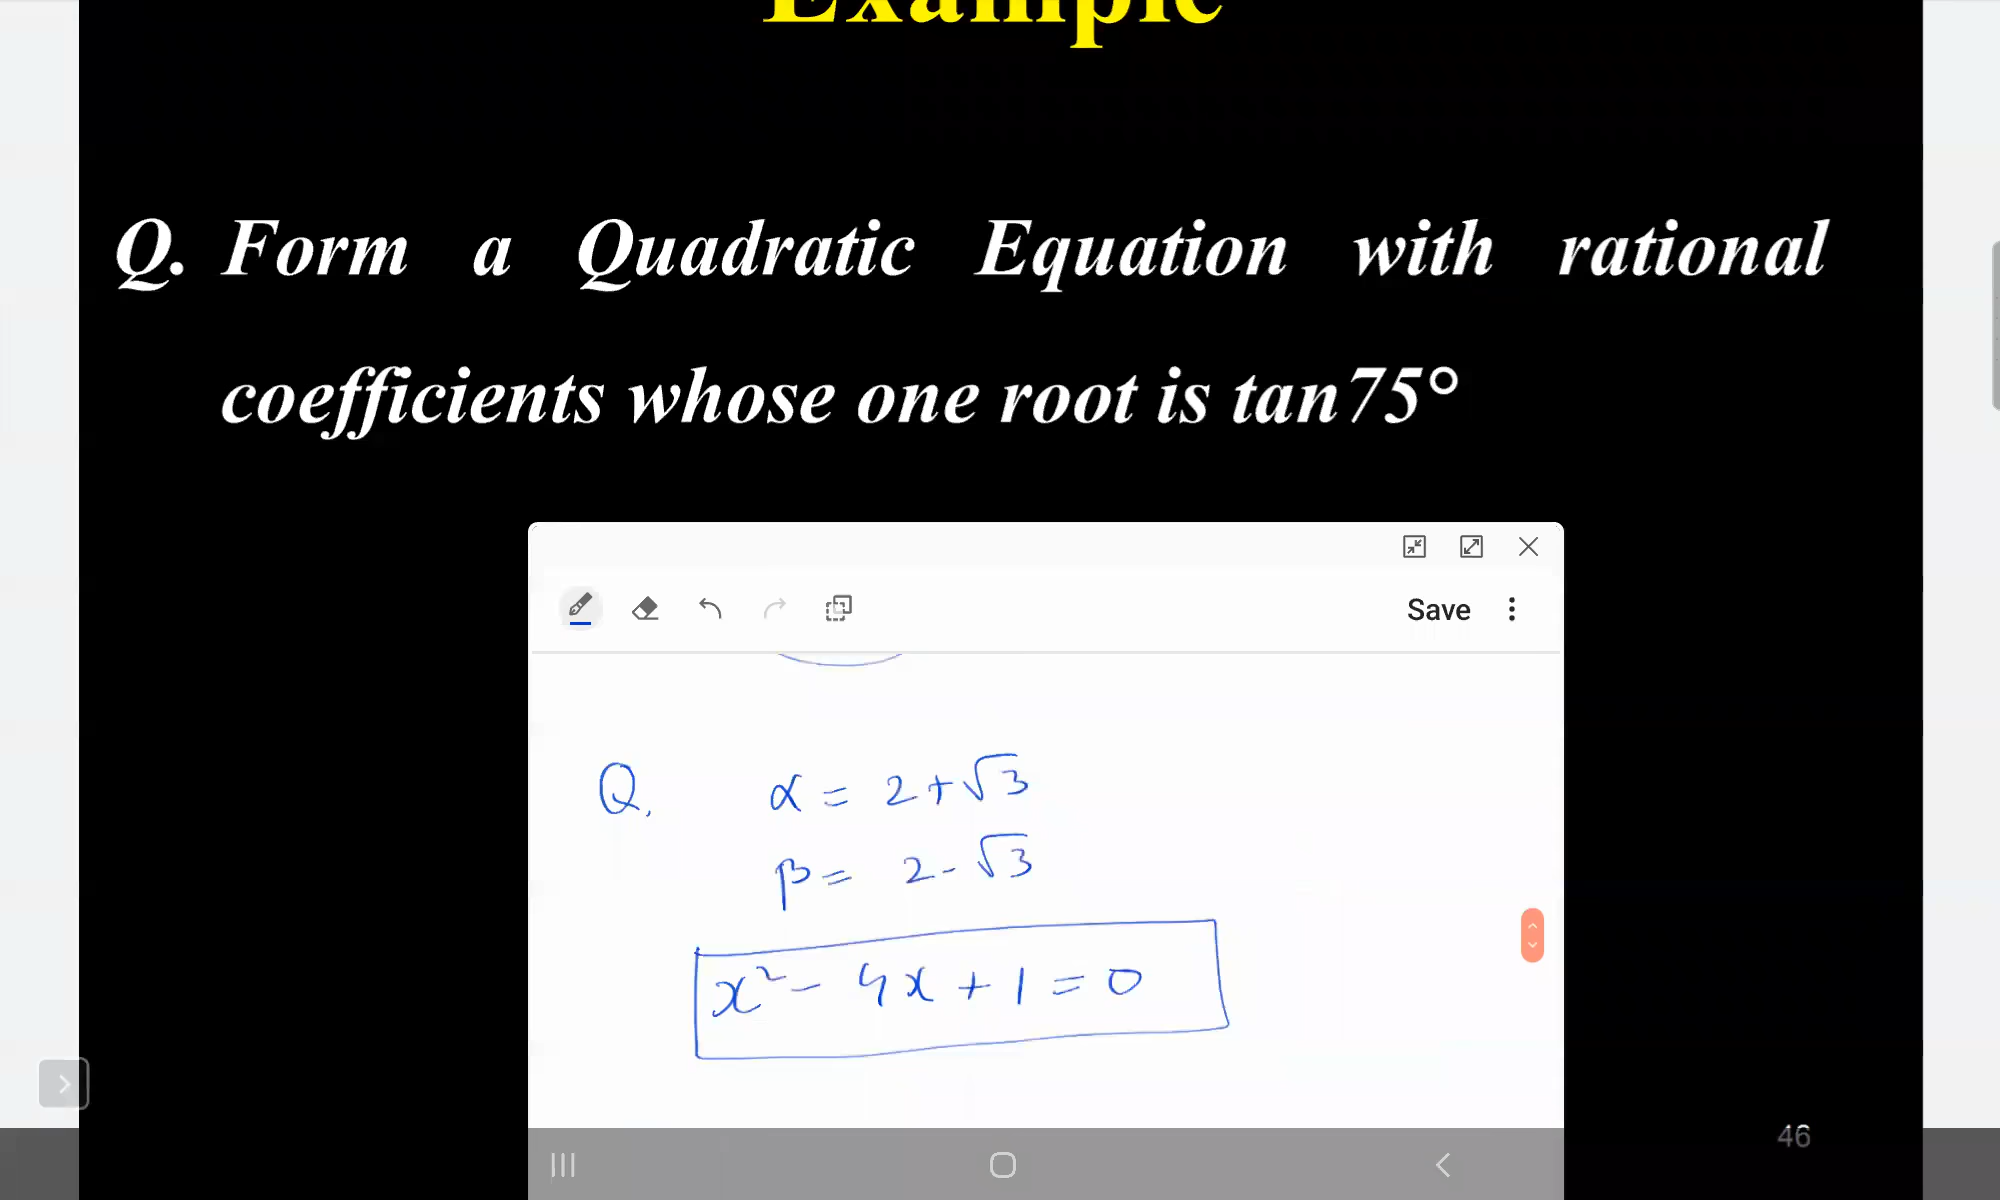 Example
Q. Form a Quadratic Equation with rational
coefficients whose one root is tan75°
Save
Q. α = 2+√3
β = 2-√3
x² - 4x + 1 = 0
46